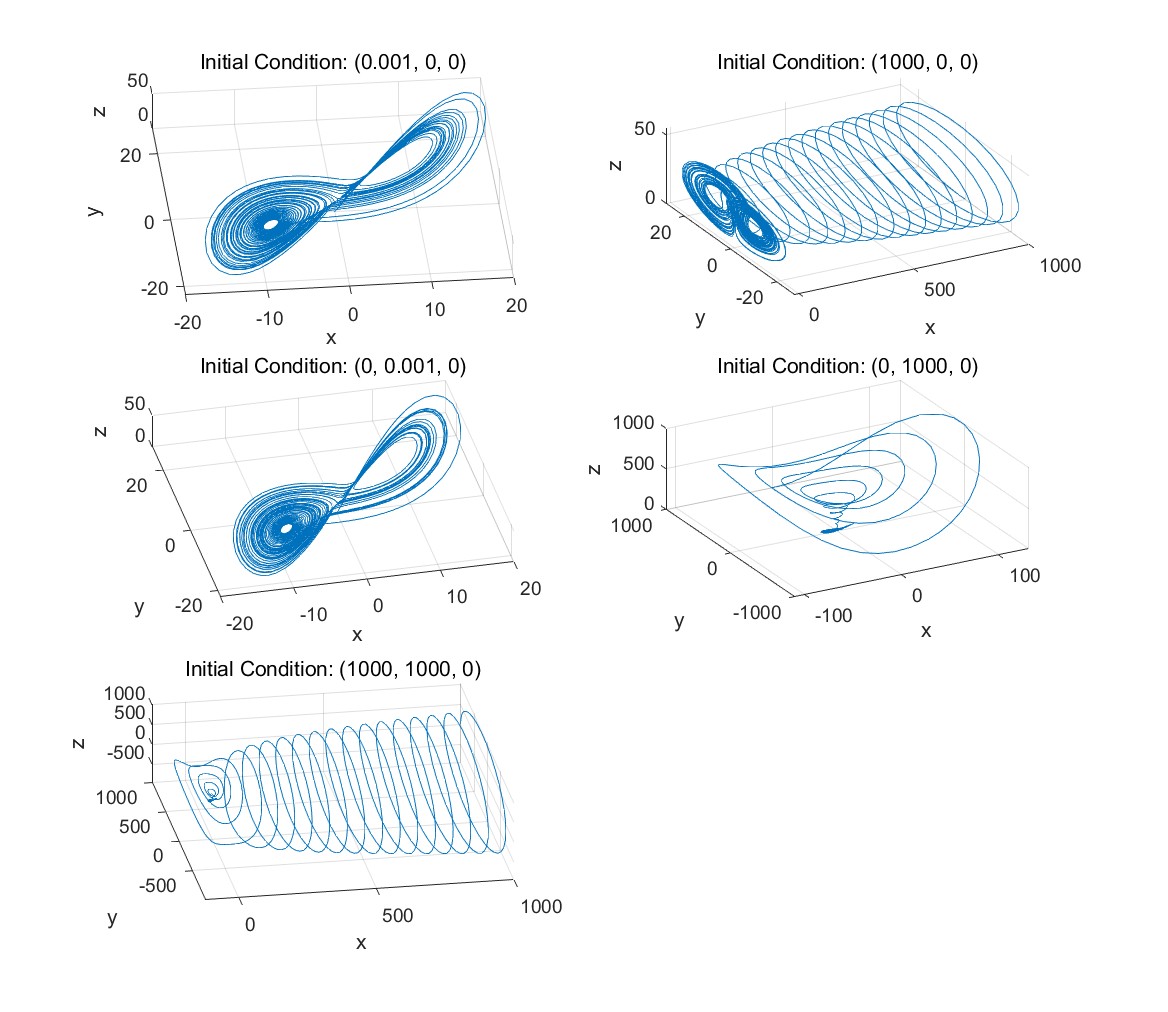 Initial Condition: (0.001, 0, 0)
50
z
0
20
y
0
-20
-20 -10 0 10 20
x
Initial Condition: (1000, 0, 0)
50
z
0
20
0
-20
y
0 500 1000
x
Initial Condition: (0, 0.001, 0)
50
z
0
20
0
-20
y
-20 -10 0 10 20
x
Initial Condition: (0, 1000, 0)
1000
500
z
0
1000
0
-1000
y
-100 0 100
x
Initial Condition: (1000, 1000, 0)
1000
500
z
0
-500
1000
500
0
-500
y
0 500 1000
x